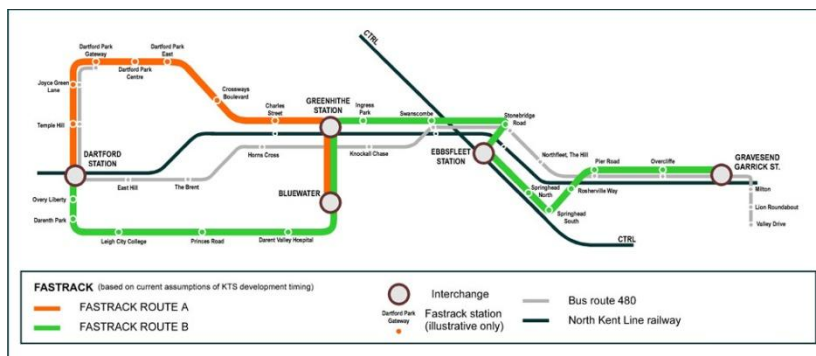 CTRL
Dartford Park
Gateway
Dartford Park
East
Dartford Park
Centre
Joyce Green
Lane
Crossways
Boulevard
Charles
Street
GREENHITHE
STATION
Ingress
Park
Swanscombe
Stonebridge
Road
Temple Hill
DARTFORD
STATION
Horns Cross
Knockall Chase
EBBSFLEET
STATION
Northfleet, The Hill
Pier Road
Overcliffe
GRAVESEND
GARRICK ST.
East Hill
The Brent
BLUEWATER
Springhead
North
Rosherville Way
Milton
Overy Liberty
Lion Roundabout
Darenth Park
Springhead
South
Valley Drive
Leigh City College
Princes Road
Darent Valley Hospital
CTRL
FASTRACK (based on current assumptions of KTS development timing)
FASTRACK ROUTE A
FASTRACK ROUTE B
Interchange
Dartford Park
Gateway
Fastrack station
(illustrative only)
Bus route 480
North Kent Line railway